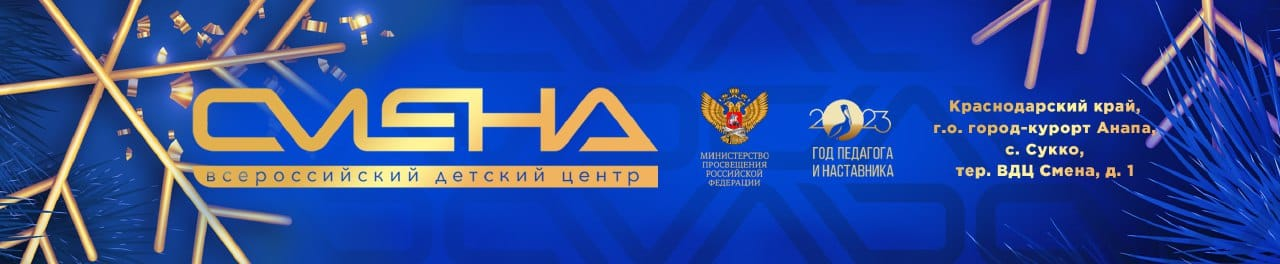 СМЕНА
всероссийский детский центр
МИНИСТЕРСТВО
ПРОСВЕЩЕНИЯ
РОССИЙСКОЙ
ФЕДЕРАЦИИ
2023
ГОД ПЕДАГОГА
И НАСТАВНИКА
Краснодарский край,
г.о. город-курорт Анапа,
с. Сукко,
тер. ВДЦ Смена, д. 1